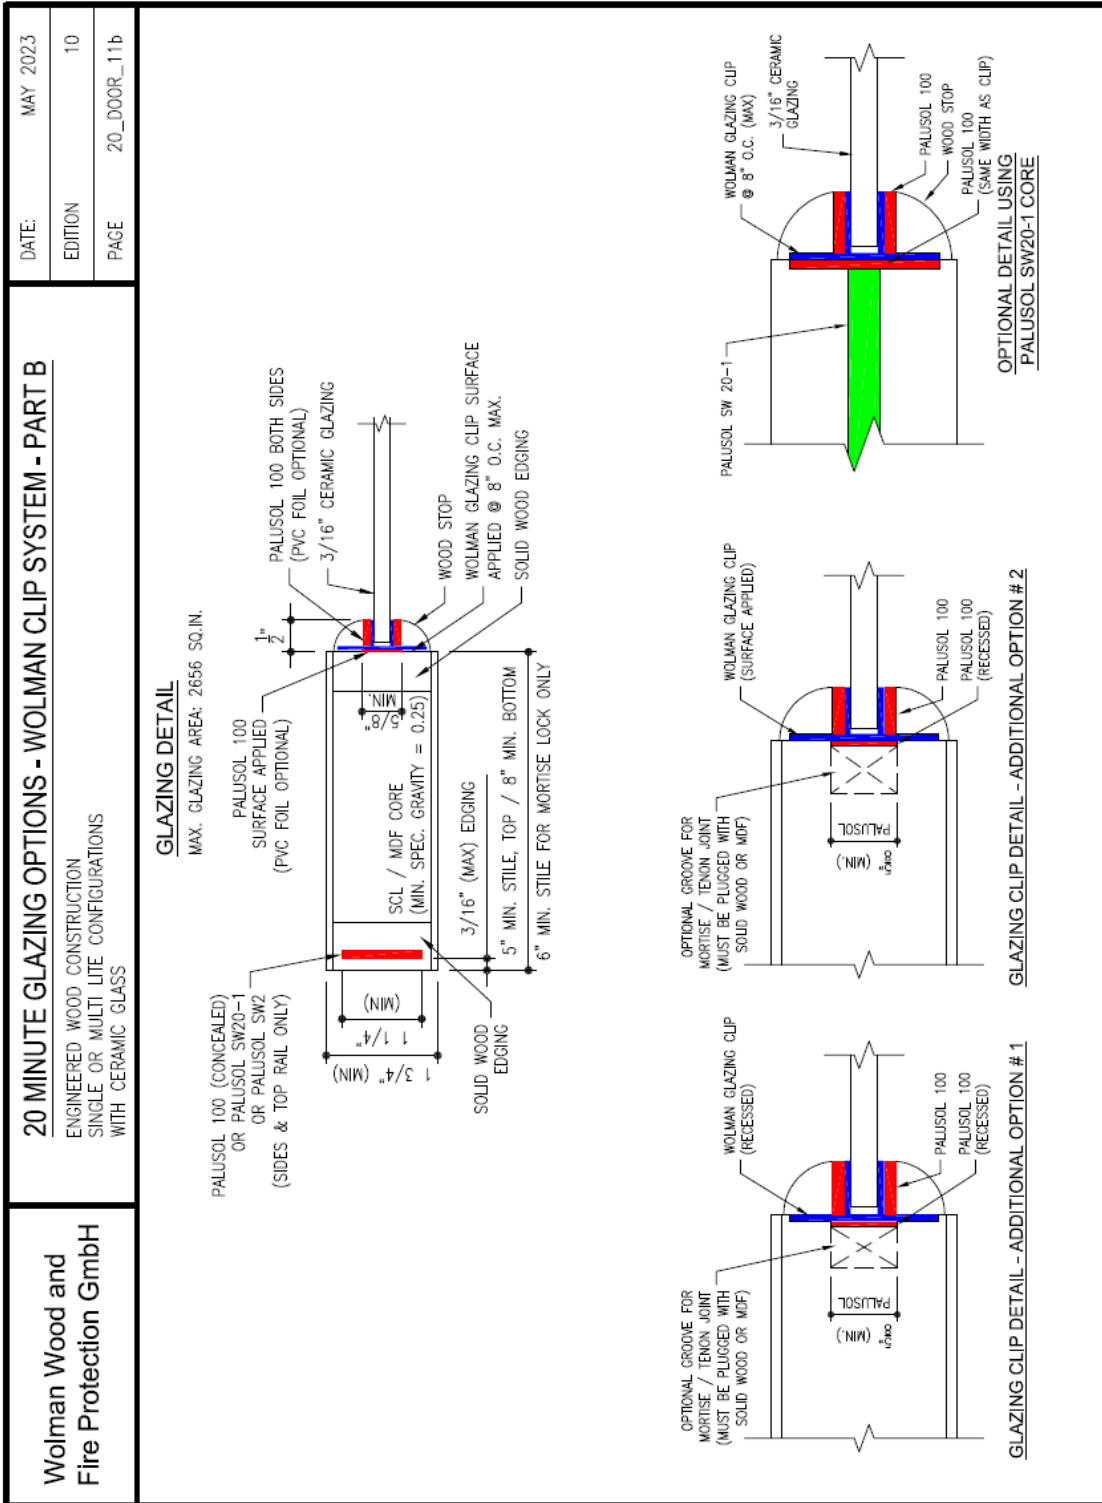 Wolman Wood and
Fire Protection GmbH
20 MINUTE GLAZING OPTIONS - WOLMAN CLIP SYSTEM - PART B
ENGINEERED WOOD CONSTRUCTION
SINGLE OR MULTI LITE CONFIGURATIONS
WITH CERAMIC GLASS
DATE: MAY 2023
EDITION 10
PAGE 20_DOOR_11b
GLAZING DETAIL
MAX. GLAZING AREA: 2656 SQ.IN.
PALUSOL 100 (CONCEALED)
OR PALUSOL SW20-1
OR PALUSOL SW2
(SIDES & TOP RAIL ONLY)
PALUSOL 100
SURFACE APPLIED
(PVC FOIL OPTIONAL)
1/2"
PALUSOL 100 BOTH SIDES
(PVC FOIL OPTIONAL)
3/16" CERAMIC GLAZING
1 3/4" (MIN)
1 1/4"
(MIN)
SCL / MDF CORE
(MIN. SPEC. GRAVITY = 0.25)
5/8"
MIN.
WOOD STOP
WOLMAN GLAZING CLIP SURFACE
APPLIED @ 8" O.C. MAX.
SOLID WOOD EDGING
SOLID WOOD
EDGING
3/16" (MAX) EDGING
5" MIN. STILE, TOP / 8" MIN. BOTTOM
6" MIN. STILE FOR MORTISE LOCK ONLY
OPTIONAL GROOVE FOR
MORTISE / TENON JOINT
(MUST BE PLUGGED WITH
SOLID WOOD OR MDF)
WOLMAN GLAZING CLIP
(RECESSED)
PALUSOL
(MIN.)
PALUSOL 100
PALUSOL 100
(RECESSED)
GLAZING CLIP DETAIL - ADDITIONAL OPTION # 1
OPTIONAL GROOVE FOR
MORTISE / TENON JOINT
(MUST BE PLUGGED WITH
SOLID WOOD OR MDF)
WOLMAN GLAZING CLIP
(SURFACE APPLIED)
PALUSOL
(MIN.)
PALUSOL 100
PALUSOL 100
(RECESSED)
GLAZING CLIP DETAIL - ADDITIONAL OPTION # 2
PALUSOL SW 20-1
WOLMAN GLAZING CLIP
@ 8" O.C. (MAX)
3/16" CERAMIC
GLAZING
PALUSOL 100
WOOD STOP
PALUSOL 100
(SAME WIDTH AS CLIP)
OPTIONAL DETAIL USING
PALUSOL SW20-1 CORE